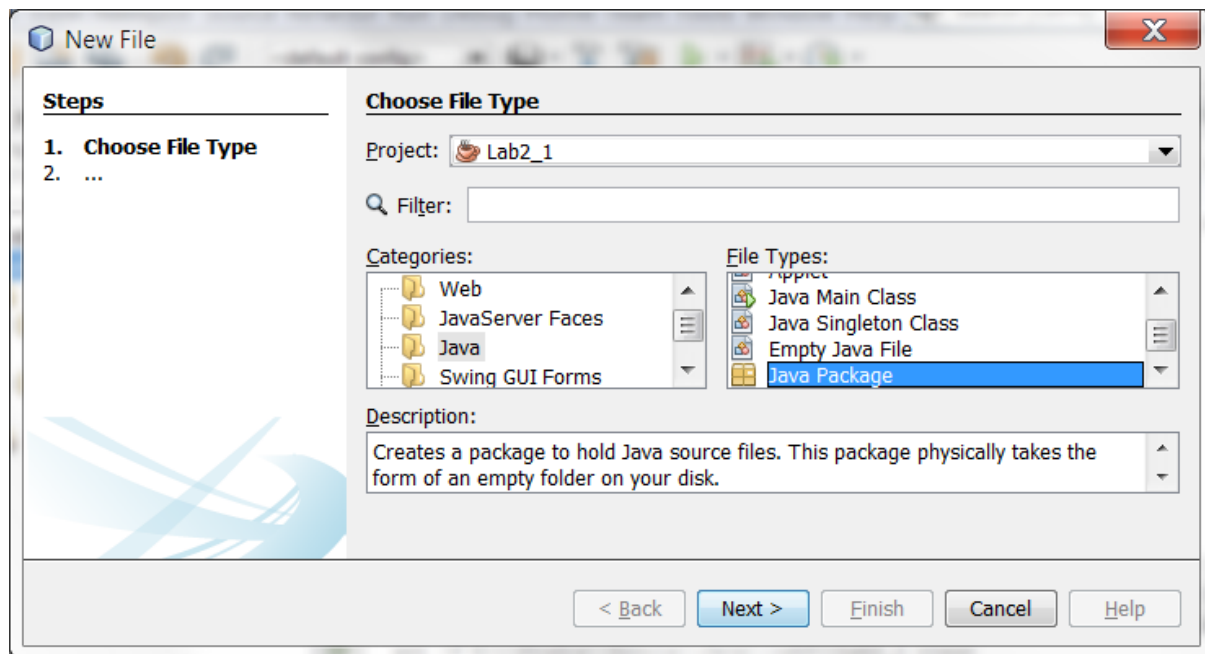 New File
X
Steps
1. Choose File Type
2. ...
Choose File Type
Project: Lab2_1
Filter:
Categories:
Web
JavaServer Faces
Java
Swing GUI Forms
File Types:
Applet
Java Main Class
Java Singleton Class
Empty Java File
Java Package
Description:
Creates a package to hold Java source files. This package physically takes the
form of an empty folder on your disk.
< Back
Next >
Finish
Cancel
Help